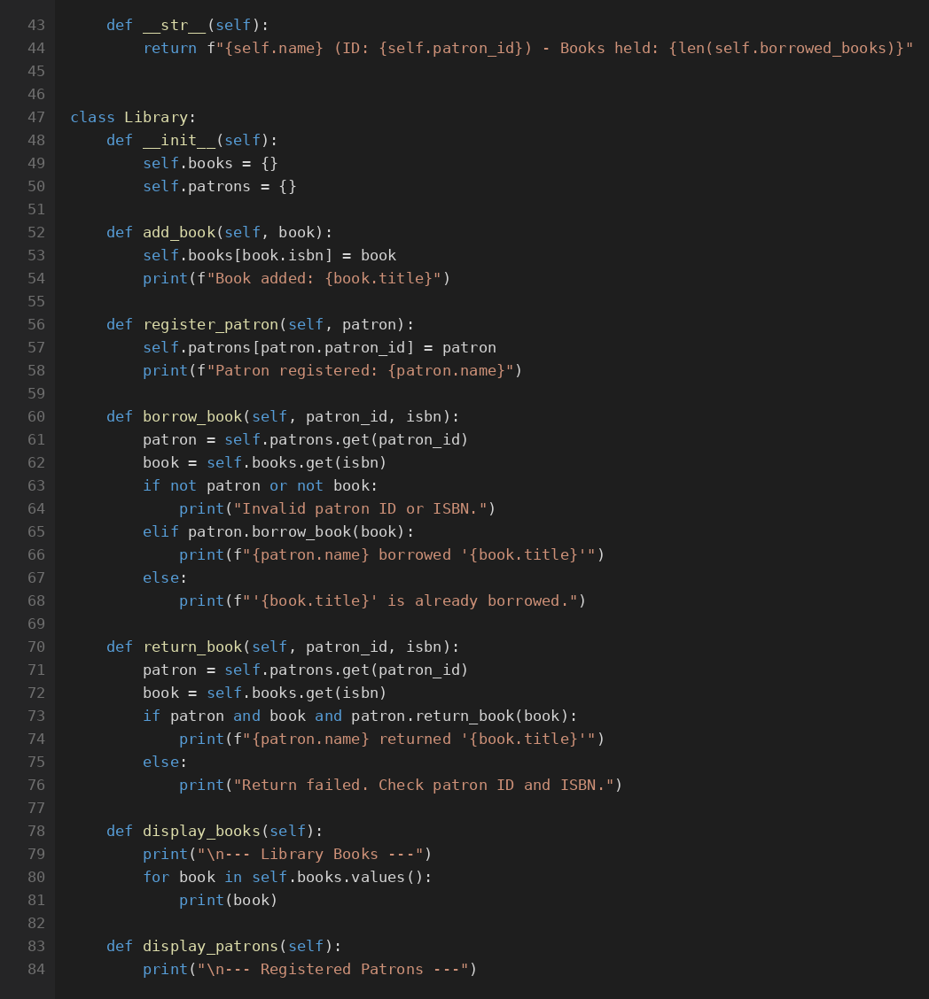 43     def __str__(self):
44         return f"{self.name} (ID: {self.patron_id}) - Books held: {len(self.borrowed_books)}"
45
46
47 class Library:
48     def __init__(self):
49         self.books = {}
50         self.patrons = {}
51
52     def add_book(self, book):
53         self.books[book.isbn] = book
54         print(f"Book added: {book.title}")
55
56     def register_patron(self, patron):
57         self.patrons[patron.patron_id] = patron
58         print(f"Patron registered: {patron.name}")
59
60     def borrow_book(self, patron_id, isbn):
61         patron = self.patrons.get(patron_id)
62         book = self.books.get(isbn)
63         if not patron or not book:
64             print("Invalid patron ID or ISBN.")
65         elif patron.borrow_book(book):
66             print(f"{patron.name} borrowed '{book.title}'")
67         else:
68             print(f"'{book.title}' is already borrowed.")
69
70     def return_book(self, patron_id, isbn):
71         patron = self.patrons.get(patron_id)
72         book = self.books.get(isbn)
73         if patron and book and patron.return_book(book):
74             print(f"{patron.name} returned '{book.title}'")
75         else:
76             print("Return failed. Check patron ID and ISBN.")
77
78     def display_books(self):
79         print("\n--- Library Books ---")
80         for book in self.books.values():
81             print(book)
82
83     def display_patrons(self):
84         print("\n--- Registered Patrons ---")